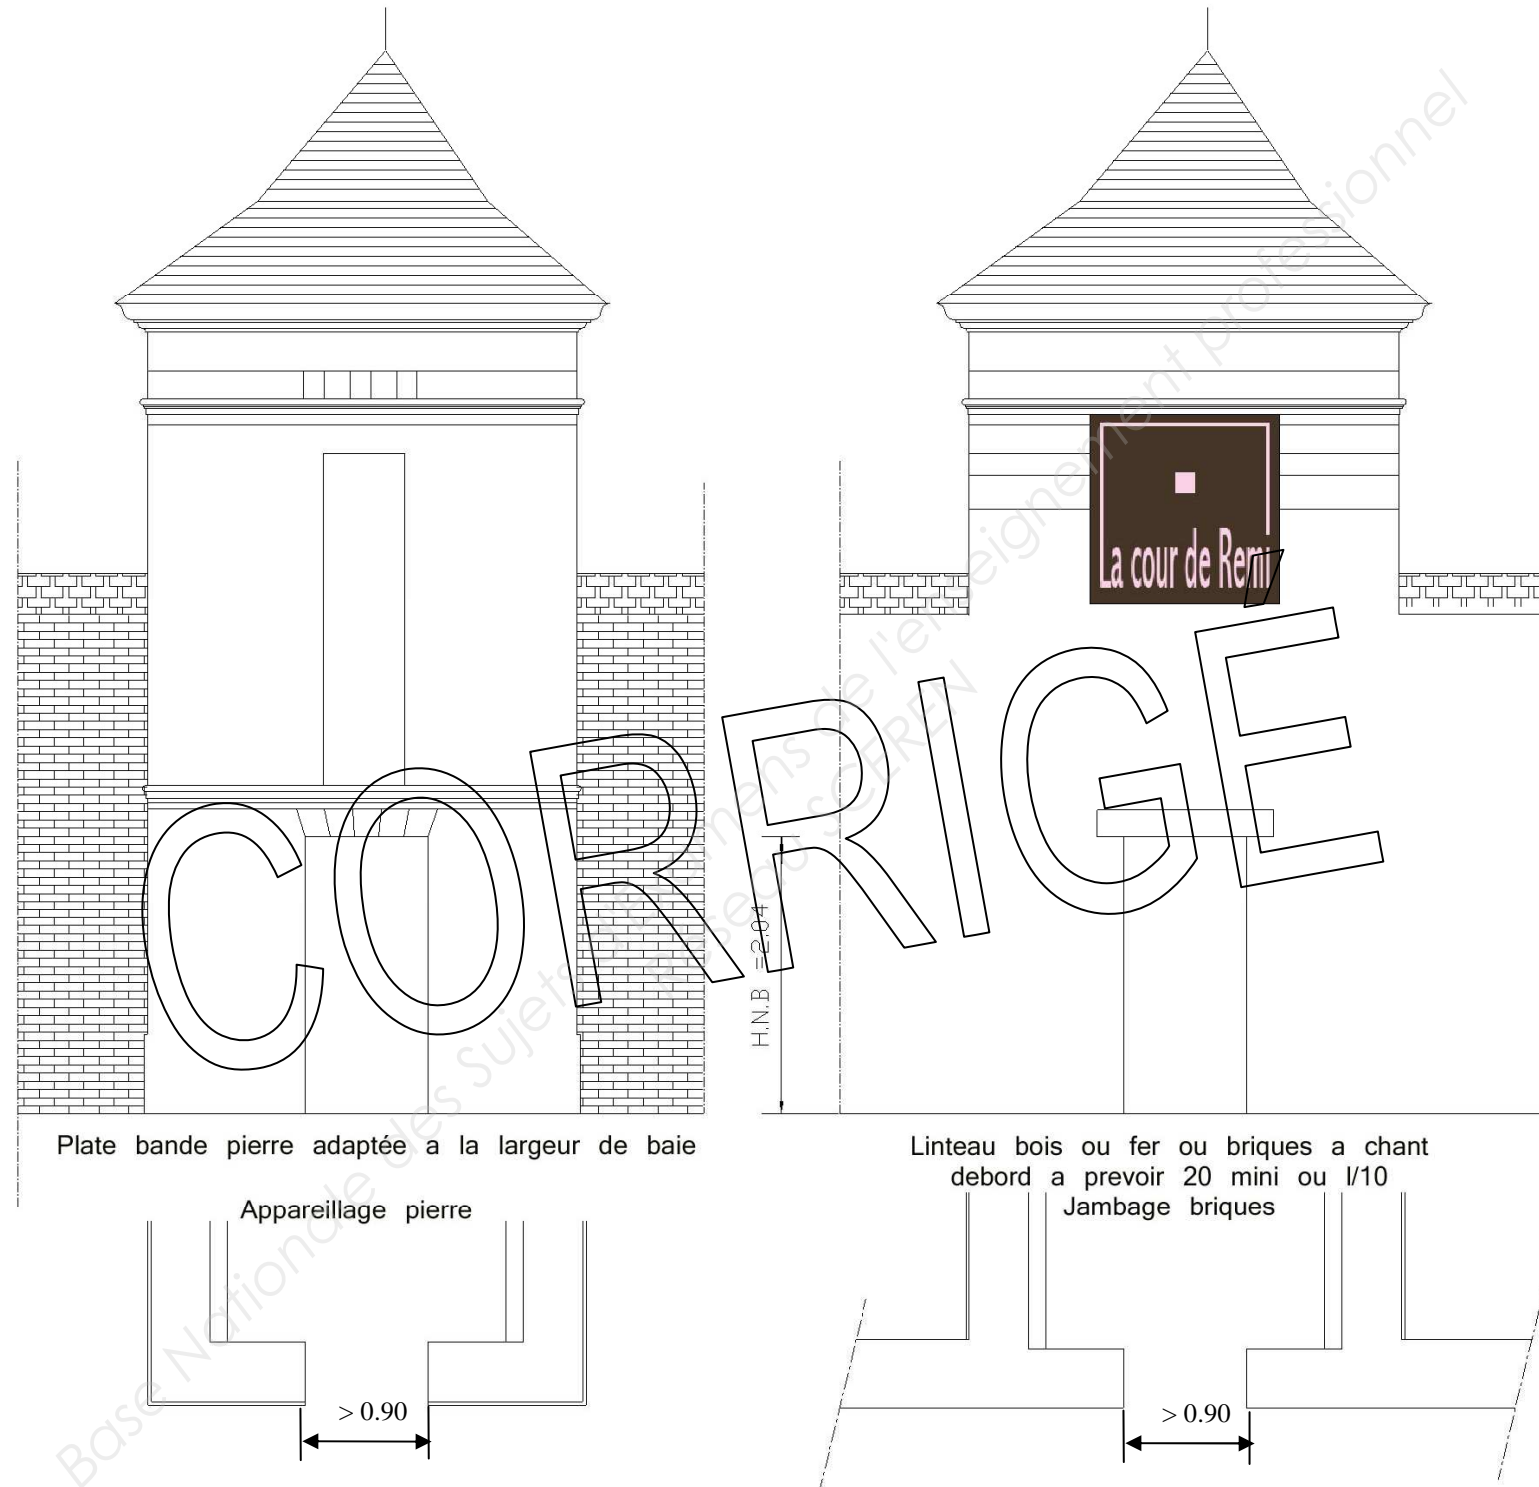 La cour de Remi
CORRIGÉ
H.N.B =2.04
Plate bande pierre adaptée a la largeur de baie
Appareillage pierre
Linteau bois ou fer ou briques a chant
debord a prevoir 20 mini ou l/10
Jambage briques
> 0.90
> 0.90
Base Nationale des Sujets d'Examens de l'enseignement professionnel
Réseau SCEREN